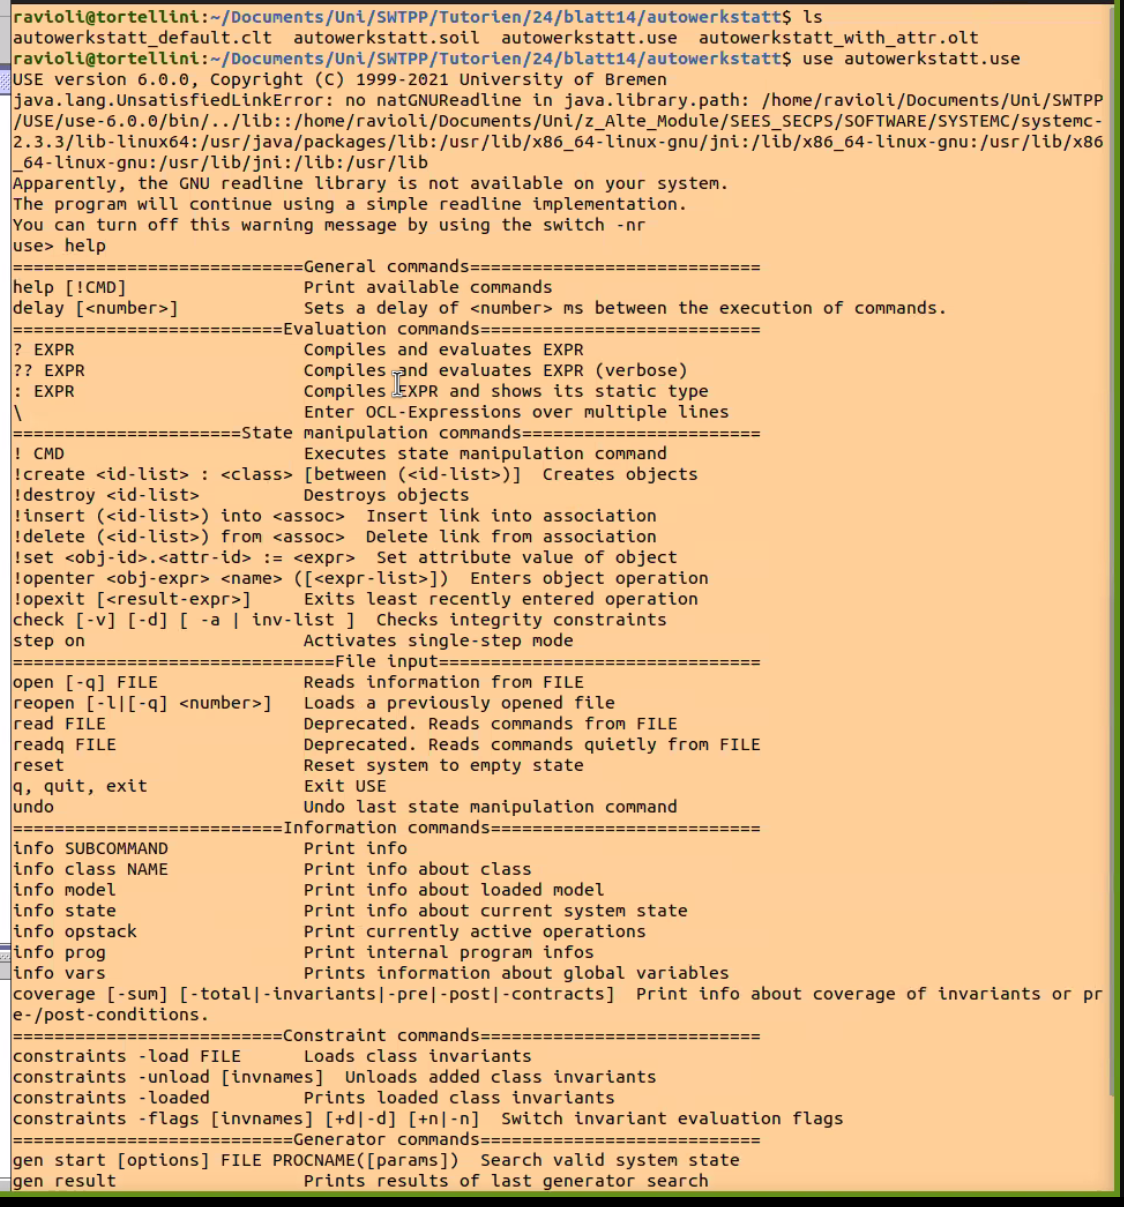 ravioli@tortellini:~/Documents/Uni/SWTPP/Tutorien/24/blatt14/autowerkstatt$ ls
autowerkstatt_default.clt  autowerkstatt.soil  autowerkstatt.use  autowerkstatt_with_attr.olt
ravioli@tortellini:~/Documents/Uni/SWTPP/Tutorien/24/blatt14/autowerkstatt$ use autowerkstatt.use
USE version 6.0.0, Copyright (C) 1999-2021 University of Bremen
java.lang.UnsatisfiedLinkError: no natGNUReadline in java.library.path: /home/ravioli/Documents/Uni/SWTPP
/USE/use-6.0.0/bin/../lib::/home/ravioli/Documents/Uni/z_Alte_Module/SEES_SECPS/SOFTWARE/SYSTEMC/systemc-
2.3.3/lib-linux64:/usr/java/packages/lib:/usr/lib/x86_64-linux-gnu/jni:/lib/x86_64-linux-gnu:/usr/lib/x86
_64-linux-gnu:/usr/lib/jni:/lib:/usr/lib
Apparently, the GNU readline library is not available on your system.
The program will continue using a simple readline implementation.
You can turn off this warning message by using the switch -nr
use> help
============================General commands============================
help [!CMD]                 Print available commands
delay [<number>]            Sets a delay of <number> ms between the execution of commands.
==========================Evaluation commands===========================
? EXPR                      Compiles and evaluates EXPR
?? EXPR                     Compiles and evaluates EXPR (verbose)
: EXPR                      Compiles EXPR and shows its static type
\                           Enter OCL-Expressions over multiple lines
======================State manipulation commands=======================
! CMD                       Executes state manipulation command
!create <id-list> : <class> [between (<id-list>)]  Creates objects
!destroy <id-list>          Destroys objects
!insert (<id-list>) into <assoc>  Insert link into association
!delete (<id-list>) from <assoc>  Delete link from association
!set <obj-id>.<attr-id> := <expr>  Set attribute value of object
!openter <obj-expr> <name> ([<expr-list>])  Enters object operation
!opexit [<result-expr>]     Exits least recently entered operation
check [-v] [-d] [ -a | inv-list ]  Checks integrity constraints
step on                     Activates single-step mode
===============================File input===============================
open [-q] FILE              Reads information from FILE
reopen [-l|[-q] <number>]   Loads a previously opened file
read FILE                   Deprecated. Reads commands from FILE
readq FILE                  Deprecated. Reads commands quietly from FILE
reset                       Reset system to empty state
q, quit, exit               Exit USE
undo                        Undo last state manipulation command
==========================Information commands==========================
info SUBCOMMAND             Print info
info class NAME             Print info about class
info model                  Print info about loaded model
info state                  Print info about current system state
info opstack                Print currently active operations
info prog                   Print internal program infos
info vars                   Prints information about global variables
coverage [-sum] [-total|-invariants|-pre|-post|-contracts]  Print info about coverage of invariants or pr
e-/post-conditions.
==========================Constraint commands===========================
constraints -load FILE      Loads class invariants
constraints -unload [invnames]  Unloads added class invariants
constraints -loaded         Prints loaded class invariants
constraints -flags [invnames] [+d|-d] [+n|-n]  Switch invariant evaluation flags
===========================Generator commands===========================
gen start [options] FILE PROCNAME([params])  Search valid system state
gen result                  Prints results of last generator search